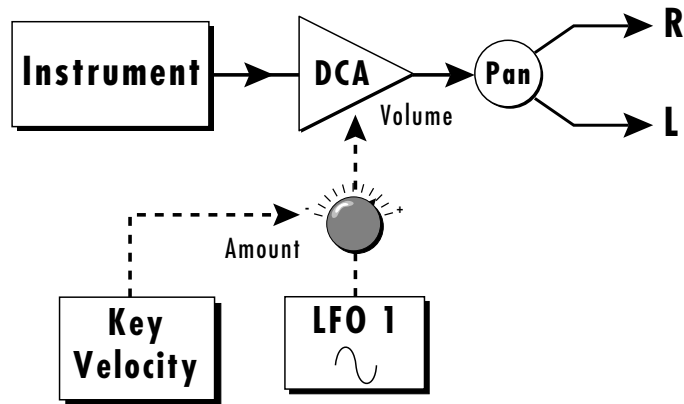 Instrument
DCA
Pan
R
L
Volume
- +
Amount
Key
Velocity
LFO 1